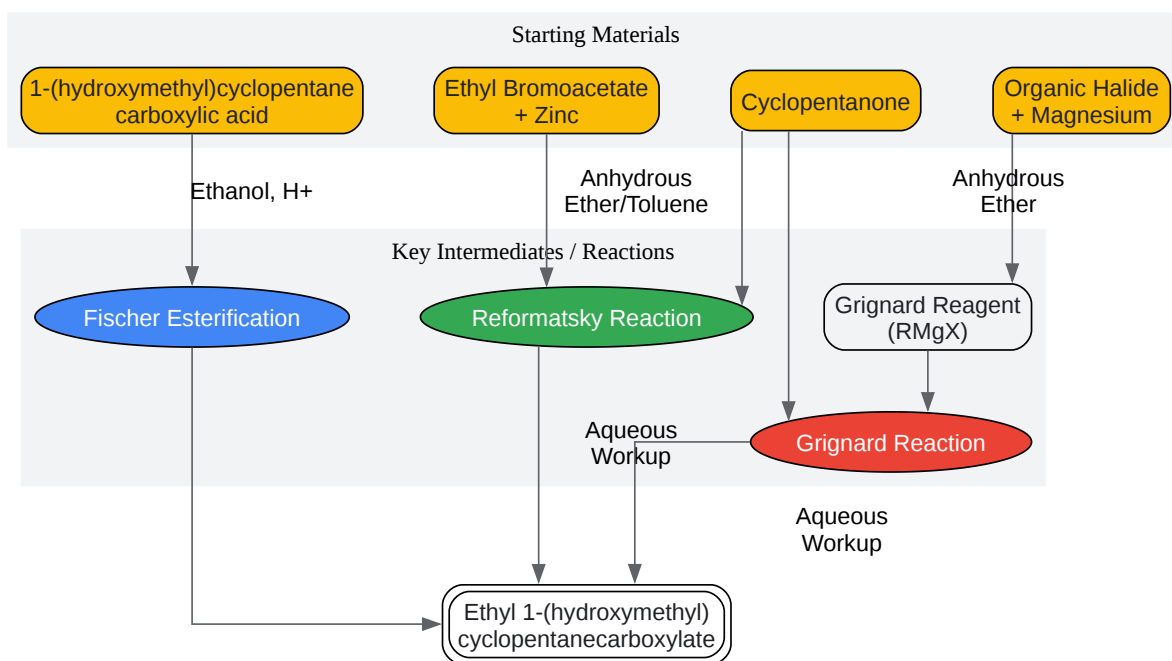 Starting Materials
1-(hydroxymethyl)cyclopentane
carboxylic acid
Ethyl Bromoacetate
+ Zinc
Cyclopentanone
Organic Halide
+ Magnesium
Ethanol, H+
Anhydrous
Ether/Toluene
Anhydrous
Ether
Key Intermediates / Reactions
Fischer Esterification
Reformatsky Reaction
Grignard Reagent
(RMgX)
Grignard Reaction
Aqueous
Workup
Aqueous
Workup
Ethyl 1-(hydroxymethyl)
cyclopentanecarboxylate